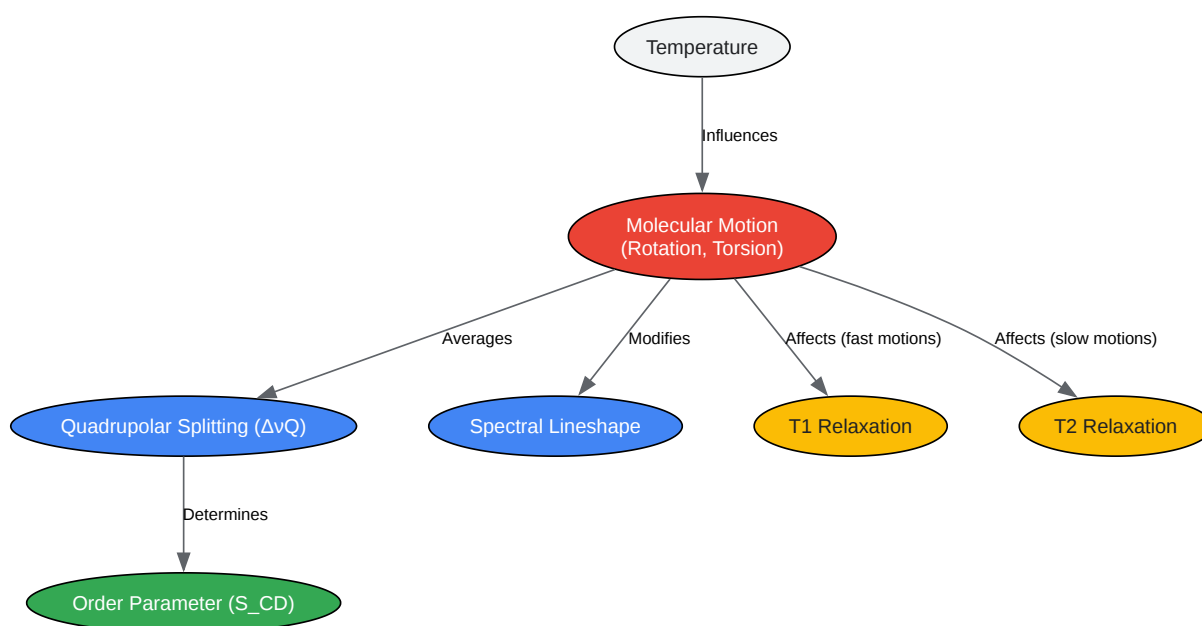 Temperature
Influences
Molecular Motion
(Rotation, Torsion)
Averages
Modifies
Affects (fast motions)
Affects (slow motions)
Quadrupolar Splitting (ΔνQ)
Spectral Lineshape
T1 Relaxation
T2 Relaxation
Determines
Order Parameter (S_CD)